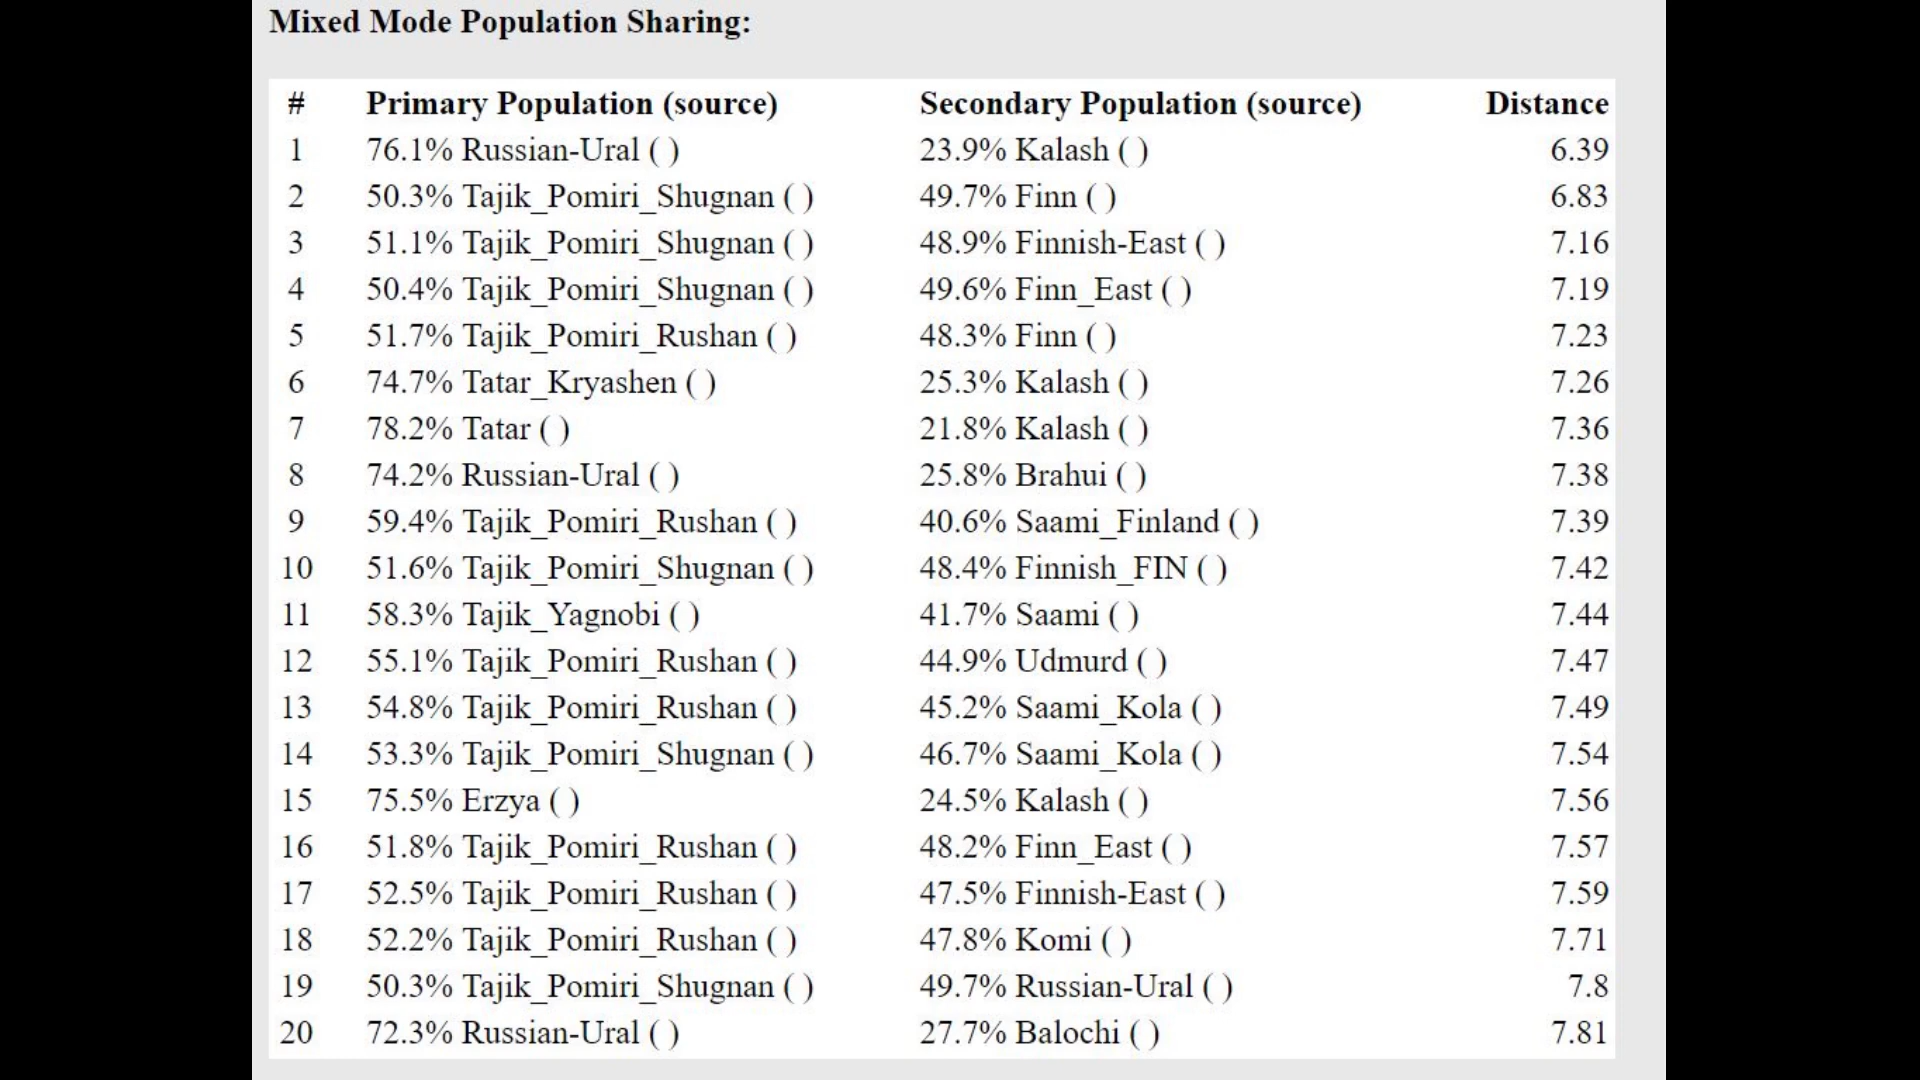 Mixed Mode Population Sharing:
# Primary Population (source) Secondary Population (source) Distance
1 76.1% Russian-Ural ( ) 23.9% Kalash ( ) 6.39
2 50.3% Tajik_Pomiri_Shugnan ( ) 49.7% Finn ( ) 6.83
3 51.1% Tajik_Pomiri_Shugnan ( ) 48.9% Finnish-East ( ) 7.16
4 50.4% Tajik_Pomiri_Shugnan ( ) 49.6% Finn_East ( ) 7.19
5 51.7% Tajik_Pomiri_Rushan ( ) 48.3% Finn ( ) 7.23
6 74.7% Tatar_Kryashen ( ) 25.3% Kalash ( ) 7.26
7 78.2% Tatar ( ) 21.8% Kalash ( ) 7.36
8 74.2% Russian-Ural ( ) 25.8% Brahui ( ) 7.38
9 59.4% Tajik_Pomiri_Rushan ( ) 40.6% Saami_Finland ( ) 7.39
10 51.6% Tajik_Pomiri_Shugnan ( ) 48.4% Finnish_FIN ( ) 7.42
11 58.3% Tajik_Yagnobi ( ) 41.7% Saami ( ) 7.44
12 55.1% Tajik_Pomiri_Rushan ( ) 44.9% Udmurd ( ) 7.47
13 54.8% Tajik_Pomiri_Rushan ( ) 45.2% Saami_Kola ( ) 7.49
14 53.3% Tajik_Pomiri_Shugnan ( ) 46.7% Saami_Kola ( ) 7.54
15 75.5% Erzya ( ) 24.5% Kalash ( ) 7.56
16 51.8% Tajik_Pomiri_Rushan ( ) 48.2% Finn_East ( ) 7.57
17 52.5% Tajik_Pomiri_Rushan ( ) 47.5% Finnish-East ( ) 7.59
18 52.2% Tajik_Pomiri_Rushan ( ) 47.8% Komi ( ) 7.71
19 50.3% Tajik_Pomiri_Shugnan ( ) 49.7% Russian-Ural ( ) 7.8
20 72.3% Russian-Ural ( ) 27.7% Balochi ( ) 7.81